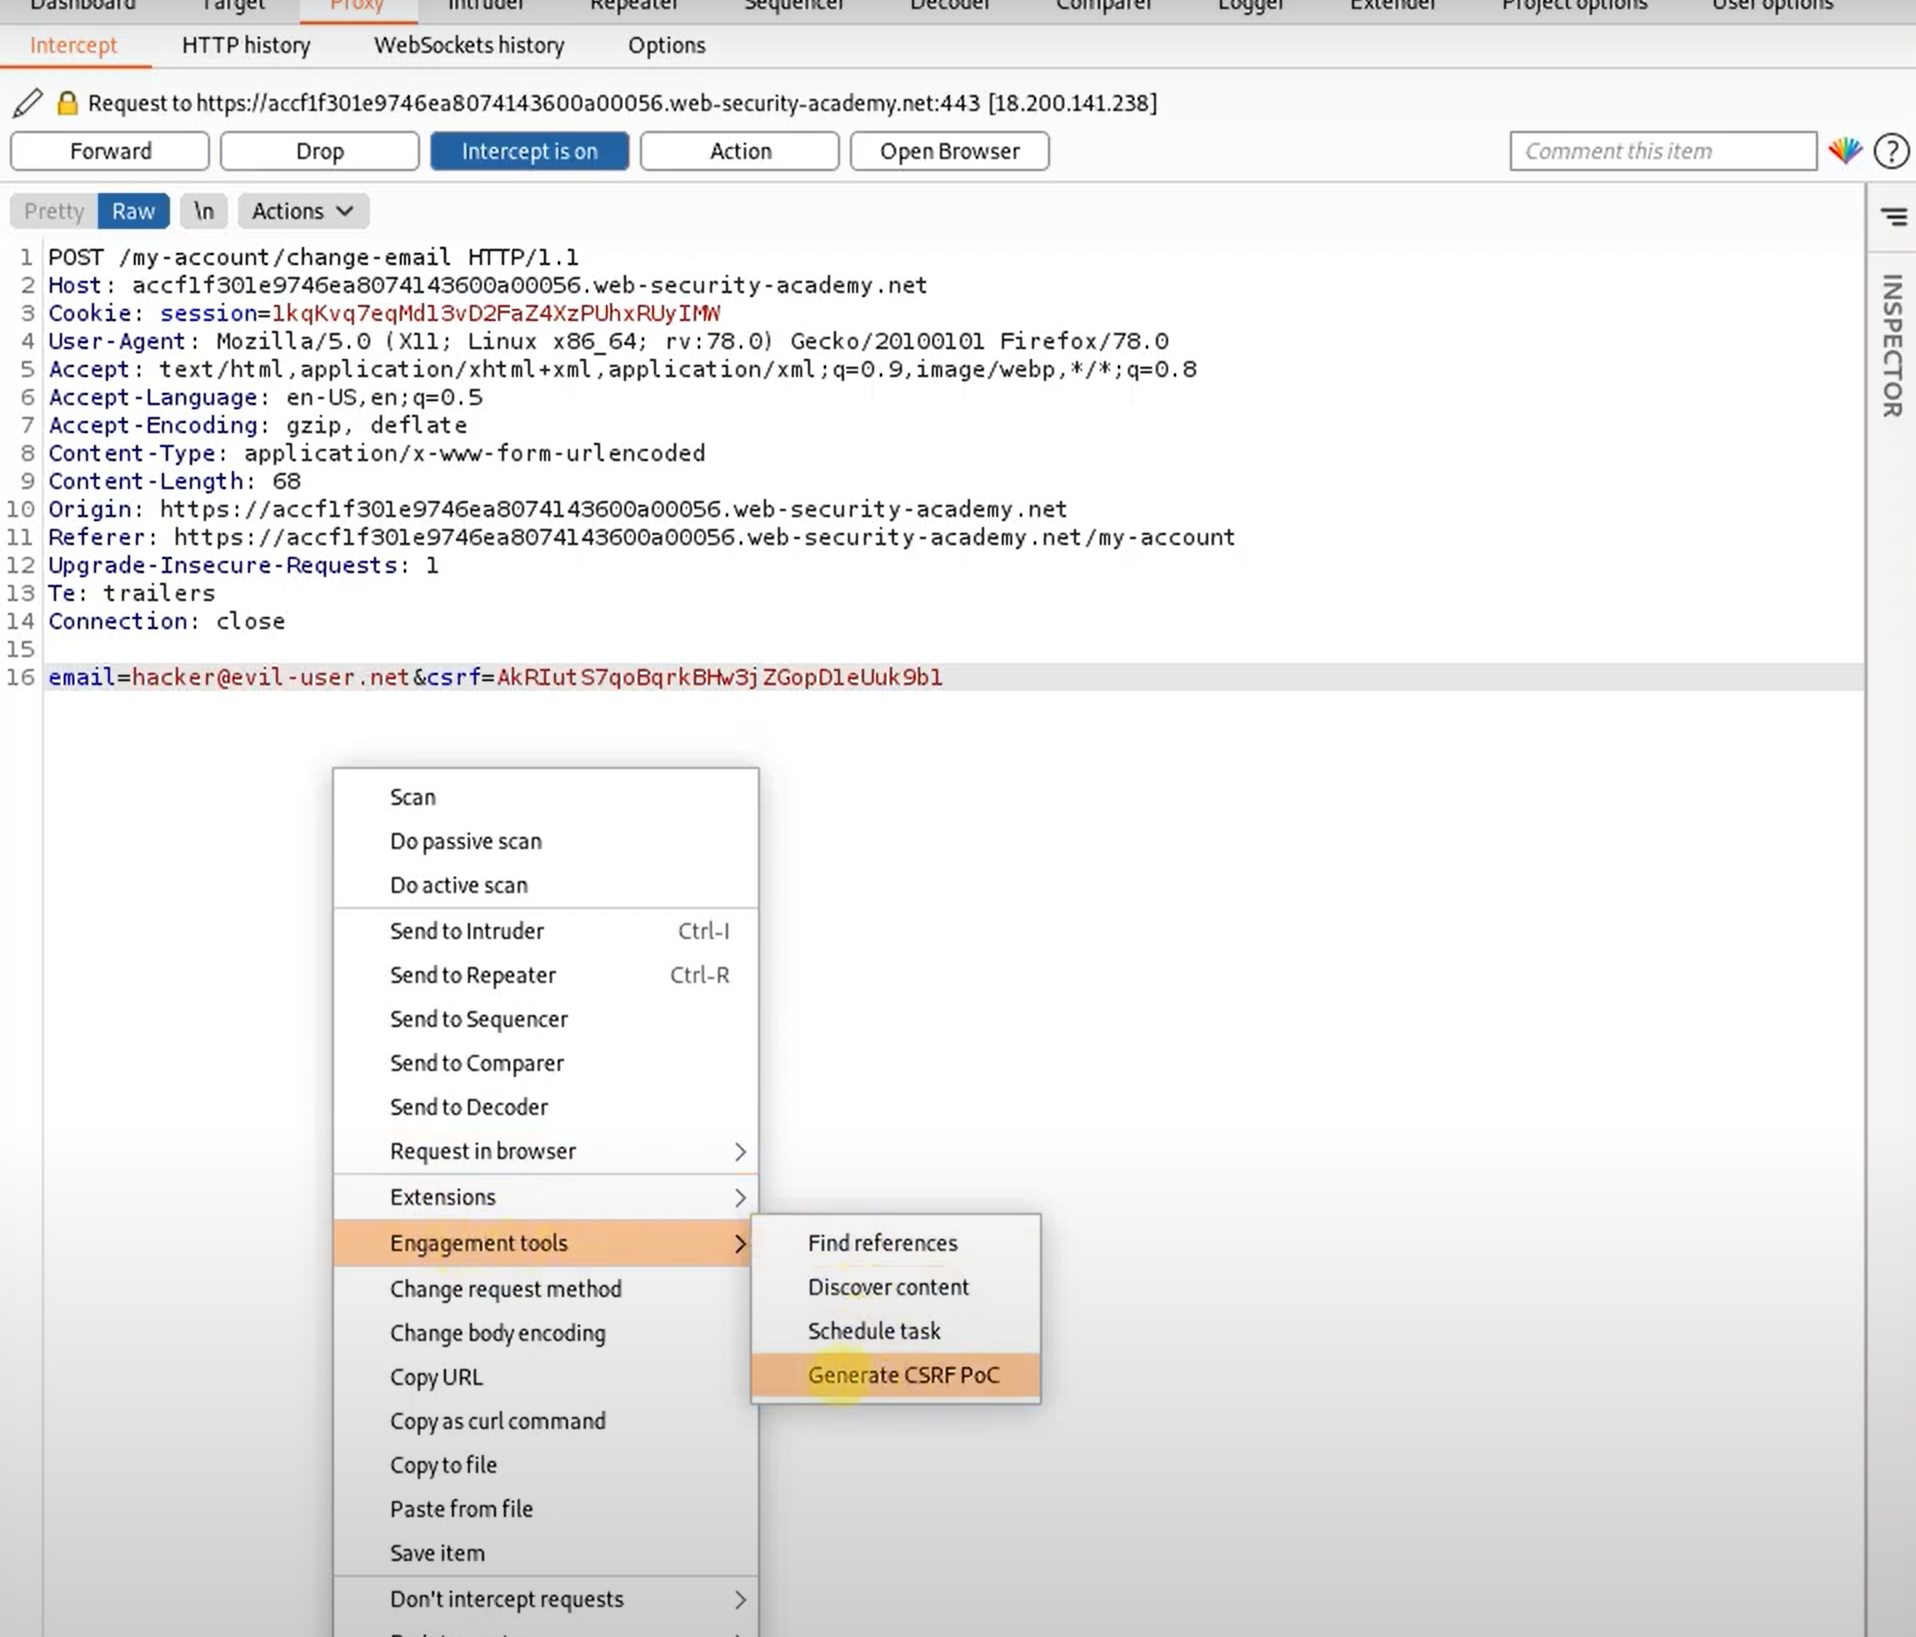 Dashboard Target Proxy Intruder Repeater Sequencer Decoder Comparer Logger Extender Project options User options
Intercept HTTP history WebSockets history Options
Request to https://accf1f301e9746ea8074143600a00056.web-security-academy.net:443 [18.200.141.238]
Forward Drop Intercept is on Action Open Browser Comment this item ?
Pretty Raw \n Actions
INSPECTOR
1 POST /my-account/change-email HTTP/1.1
2 Host: accf1f301e9746ea8074143600a00056.web-security-academy.net
3 Cookie: session=lkqKvq7eqMdl3vD2FaZ4XzPUhxRUyIMW
4 User-Agent: Mozilla/5.0 (X11; Linux x86_64; rv:78.0) Gecko/20100101 Firefox/78.0
5 Accept: text/html,application/xhtml+xml,application/xml;q=0.9,image/webp,*/*;q=0.8
6 Accept-Language: en-US,en;q=0.5
7 Accept-Encoding: gzip, deflate
8 Content-Type: application/x-www-form-urlencoded
9 Content-Length: 68
10 Origin: https://accf1f301e9746ea8074143600a00056.web-security-academy.net
11 Referer: https://accf1f301e9746ea8074143600a00056.web-security-academy.net/my-account
12 Upgrade-Insecure-Requests: 1
13 Te: trailers
14 Connection: close
15
16 email=hacker@evil-user.net&csrf=AkRIutS7qoBqrkBHw3jZGopDleUuk9bl
Scan
Do passive scan
Do active scan
Send to Intruder Ctrl-I
Send to Repeater Ctrl-R
Send to Sequencer
Send to Comparer
Send to Decoder
Request in browser
Extensions
Engagement tools
Find references
Discover content
Schedule task
Generate CSRF PoC
Change request method
Change body encoding
Copy URL
Copy as curl command
Copy to file
Paste from file
Save item
Don't intercept requests